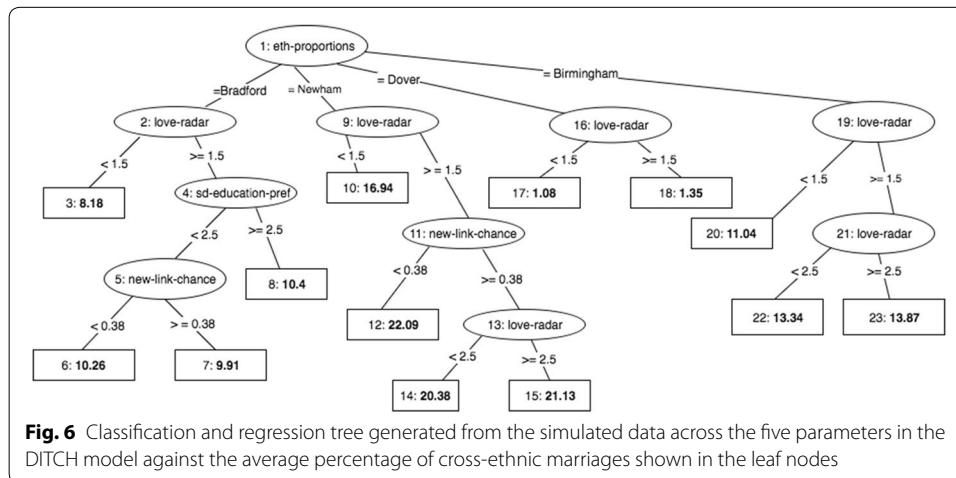 1: eth-proportions
=Bradford
= Newham
= Dover
= Birmingham
2: love-radar
9: love-radar
16: love-radar
19: love-radar
< 1.5
>= 1.5
< 1.5
>= 1.5
< 1.5
>= 1.5
< 1.5
>= 1.5
3: 8.18
4: sd-education-pref
10: 16.94
17: 1.08
18: 1.35
20: 11.04
21: love-radar
11: new-link-chance
< 2.5
>= 2.5
< 0.38
>= 0.38
< 2.5
>= 2.5
5: new-link-chance
8: 10.4
12: 22.09
13: love-radar
22: 13.34
23: 13.87
< 0.38
>= 0.38
< 2.5
>= 2.5
6: 10.26
7: 9.91
14: 20.38
15: 21.13
Fig. 6 Classification and regression tree generated from the simulated data across the five parameters in the
DITCH model against the average percentage of cross-ethnic marriages shown in the leaf nodes